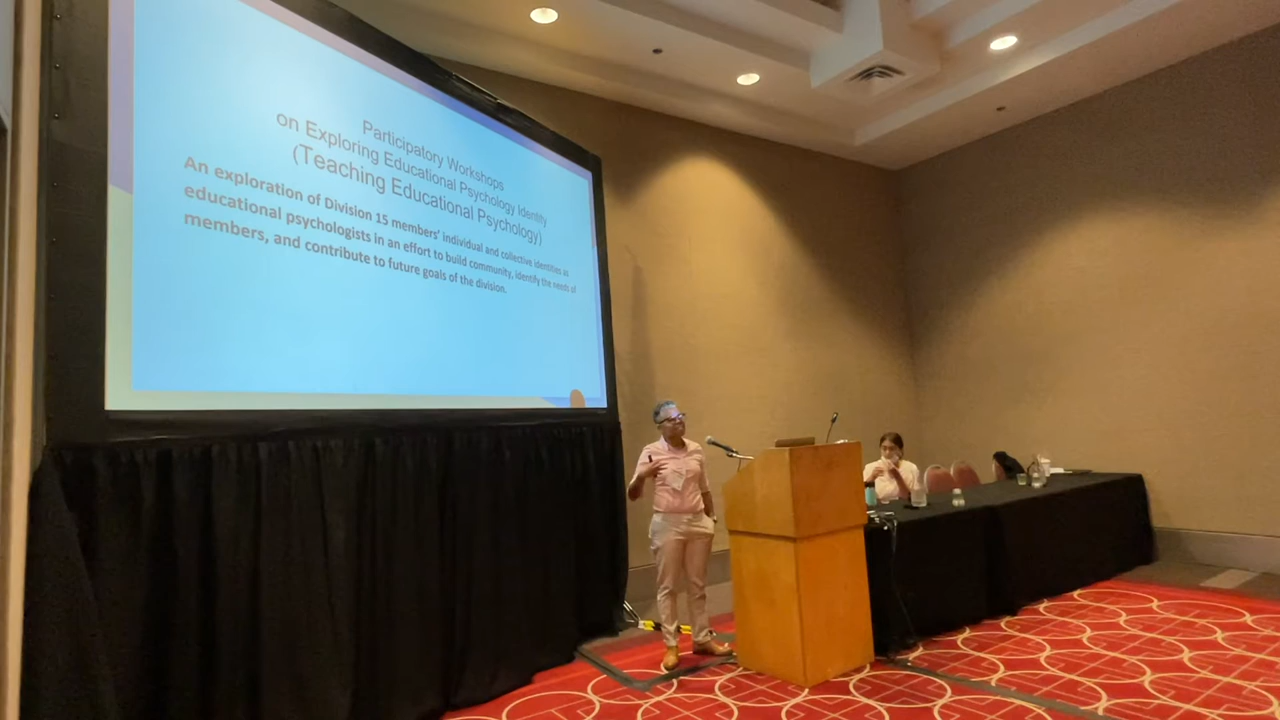 Participatory Workshops
on Exploring Educational Psychology Identity
(Teaching Educational Psychology)
An exploration of Division 15 members' individual and collective identities as
educational psychologists in an effort to build community, identify the needs of
members, and contribute to future goals of the division.